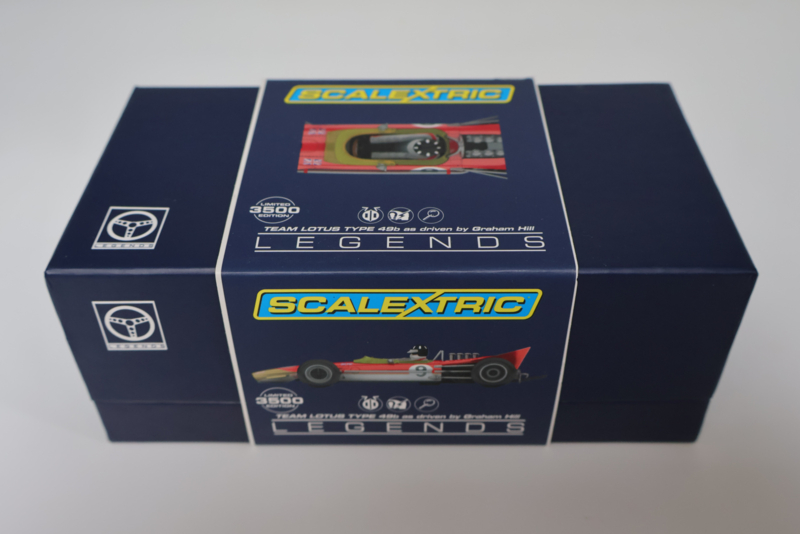 SCALEXTRIC
LIMITED
3500
EDITION
TEAM LOTUS TYPE 49b as driven by Graham Hill
LEGENDS
LEGENDS
SCALEXTRIC
LEGENDS
9
LIMITED
3500
EDITION
TEAM LOTUS TYPE 49b as driven by Graham Hill
LEGENDS